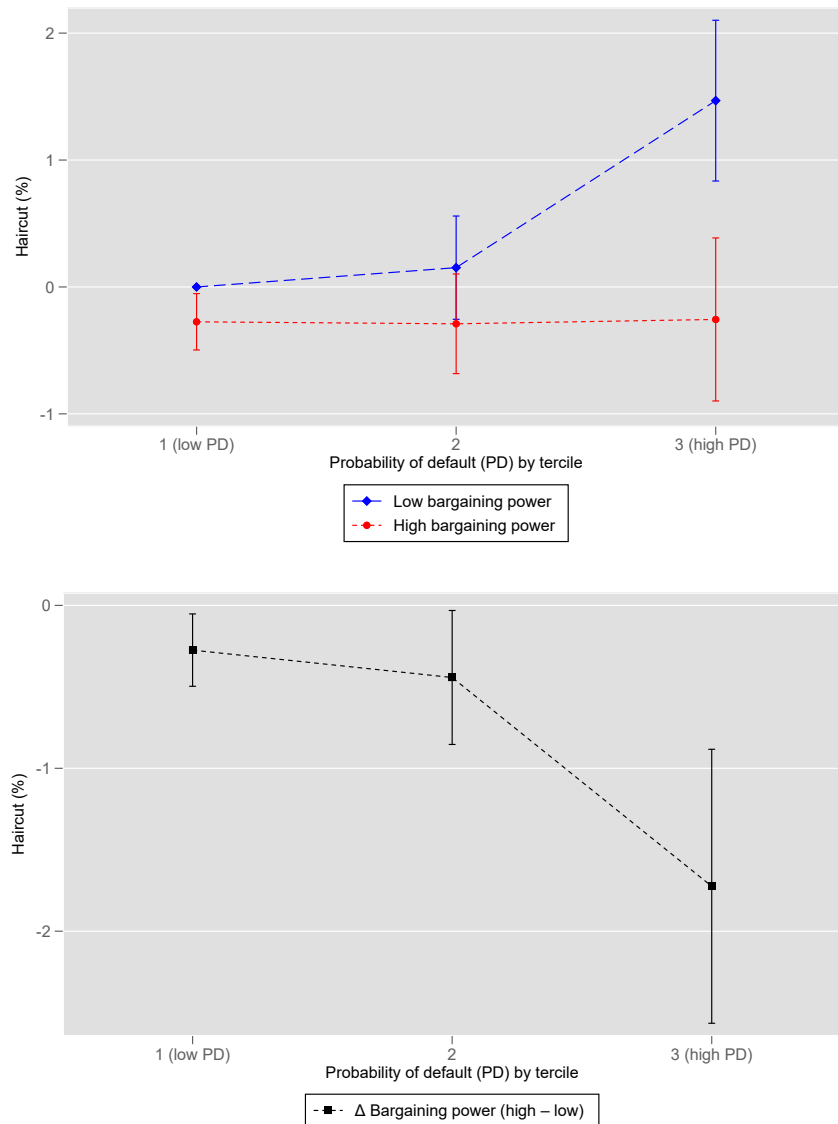 2
1
0
-1
Haircut (%)
1 (low PD) 2 3 (high PD)
Probability of default (PD) by tercile
Low bargaining power
High bargaining power
0
-1
-2
Haircut (%)
1 (low PD) 2 3 (high PD)
Probability of default (PD) by tercile
Δ Bargaining power (high – low)